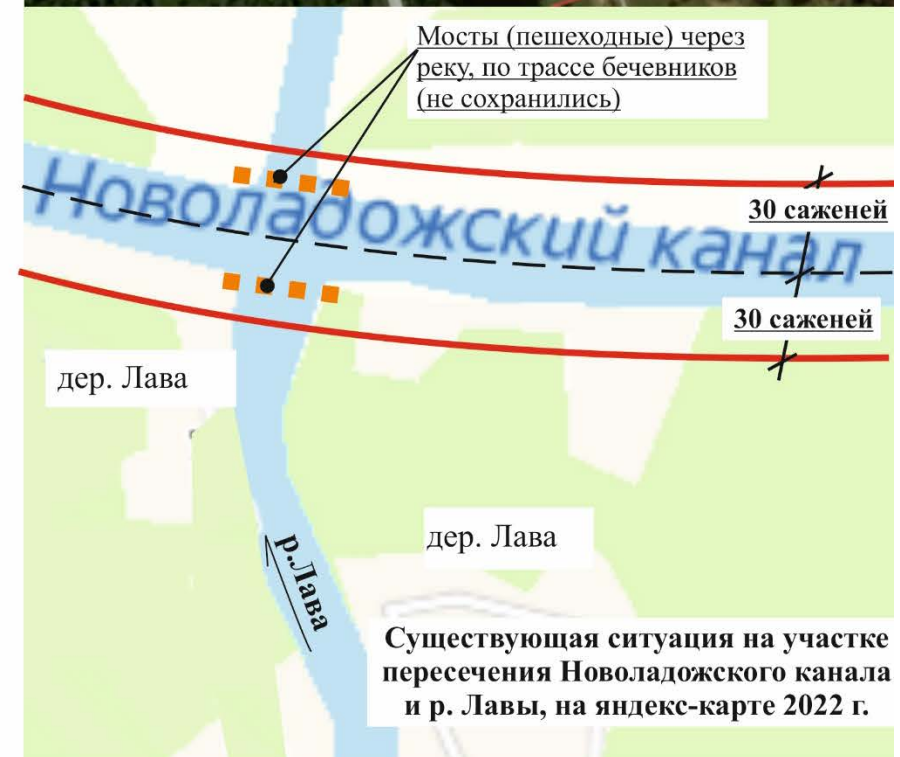 Мосты (пешеходные) через
реку, по трассе бечевников
(не сохранились)
Новоладожский канал
30 саженей
30 саженей
дер. Лава
дер. Лава
р.Лава
Существующая ситуация на участке
пересечения Новоладожского канала
и р. Лавы, на яндекс-карте 2022 г.